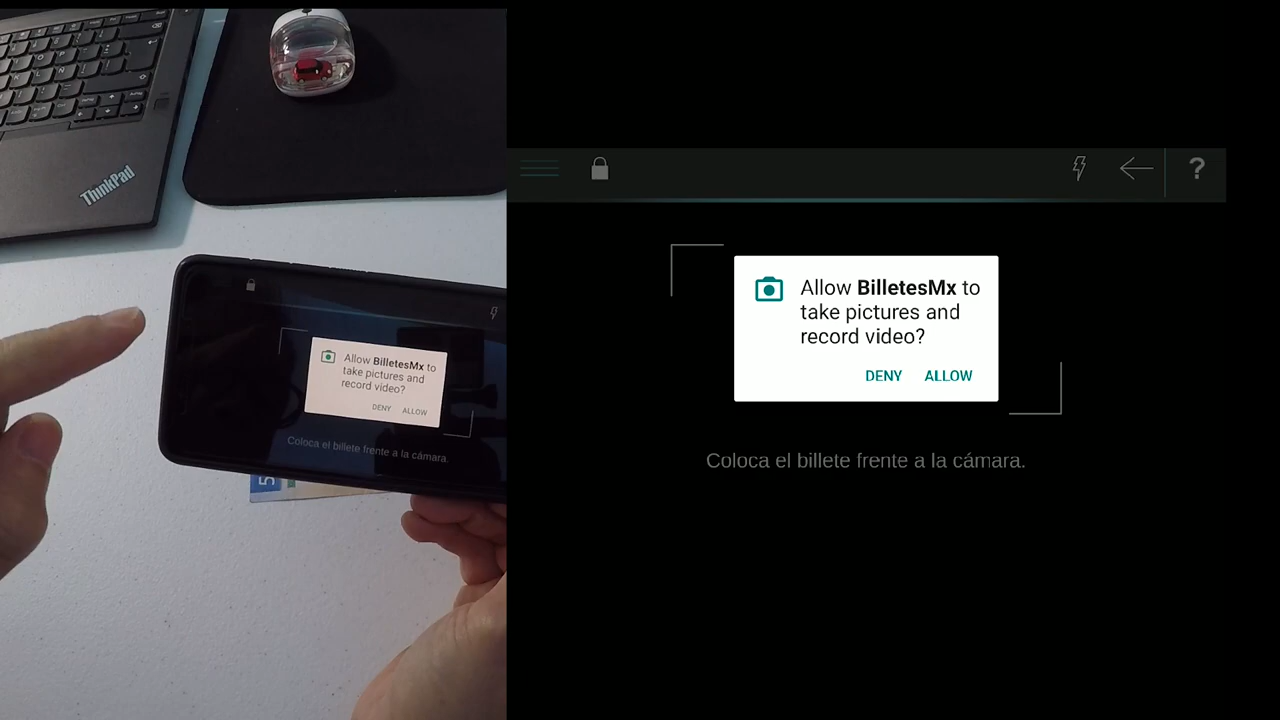 ThinkPad
Allow BilletesMx to
take pictures and
record video?
DENY ALLOW
Coloca el billete frente a la cámara.
5
?
Allow BilletesMx to
take pictures and
record video?
DENY ALLOW
Coloca el billete frente a la cámara.